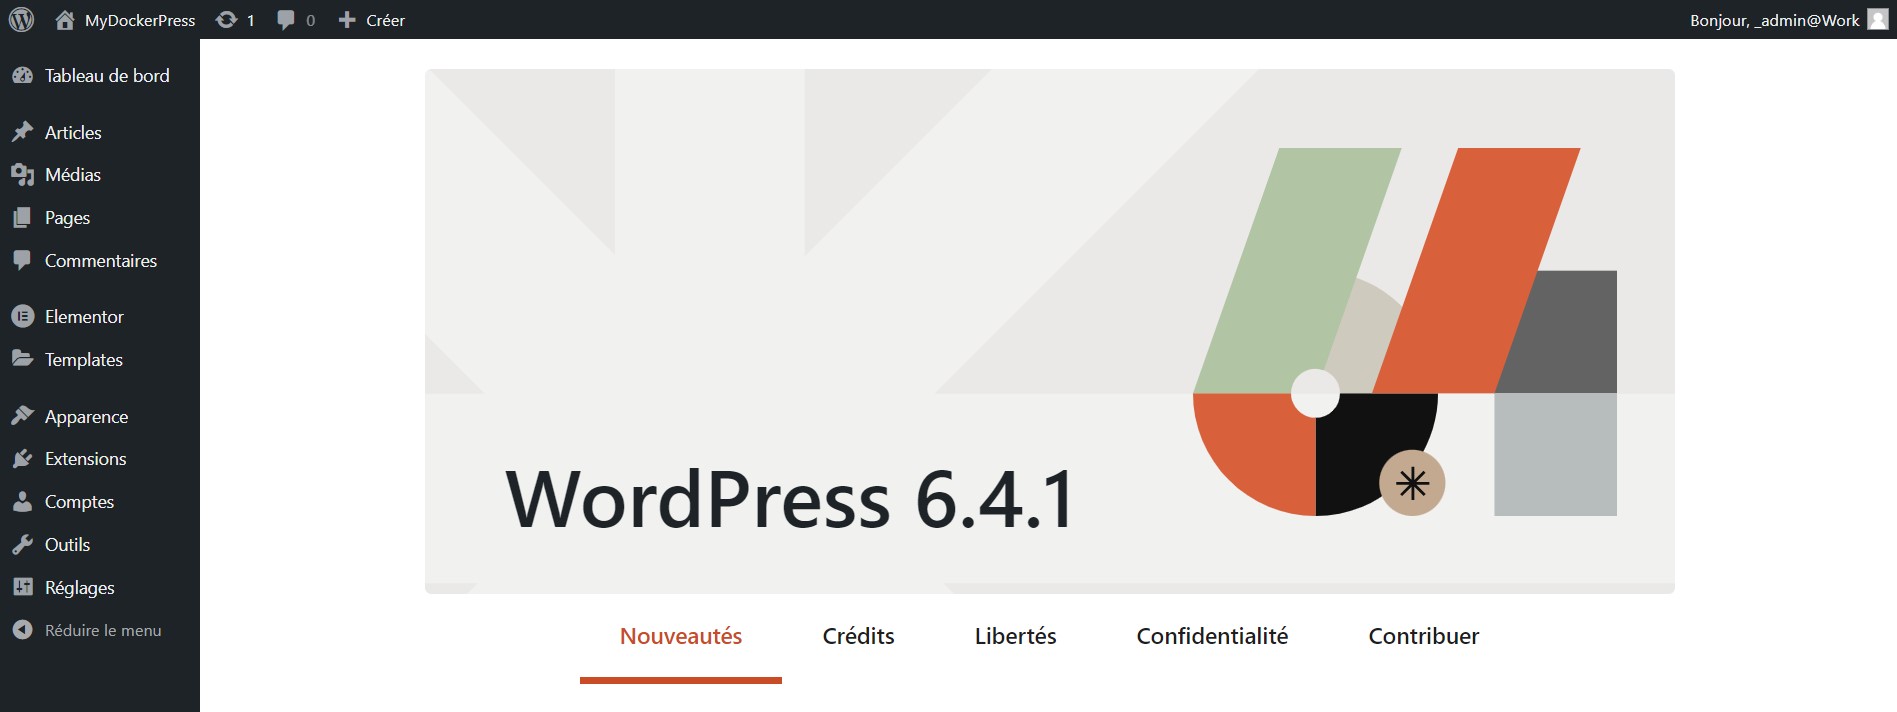 MyDockerPress 1 0 Créer Bonjour, _admin@Work
Tableau de bord
Articles
Médias
Pages
Commentaires
Elementor
Templates
Apparence
Extensions
Comptes
Outils
Réglages
Réduire le menu
WordPress 6.4.1
Nouveautés Crédits Libertés Confidentialité Contribuer